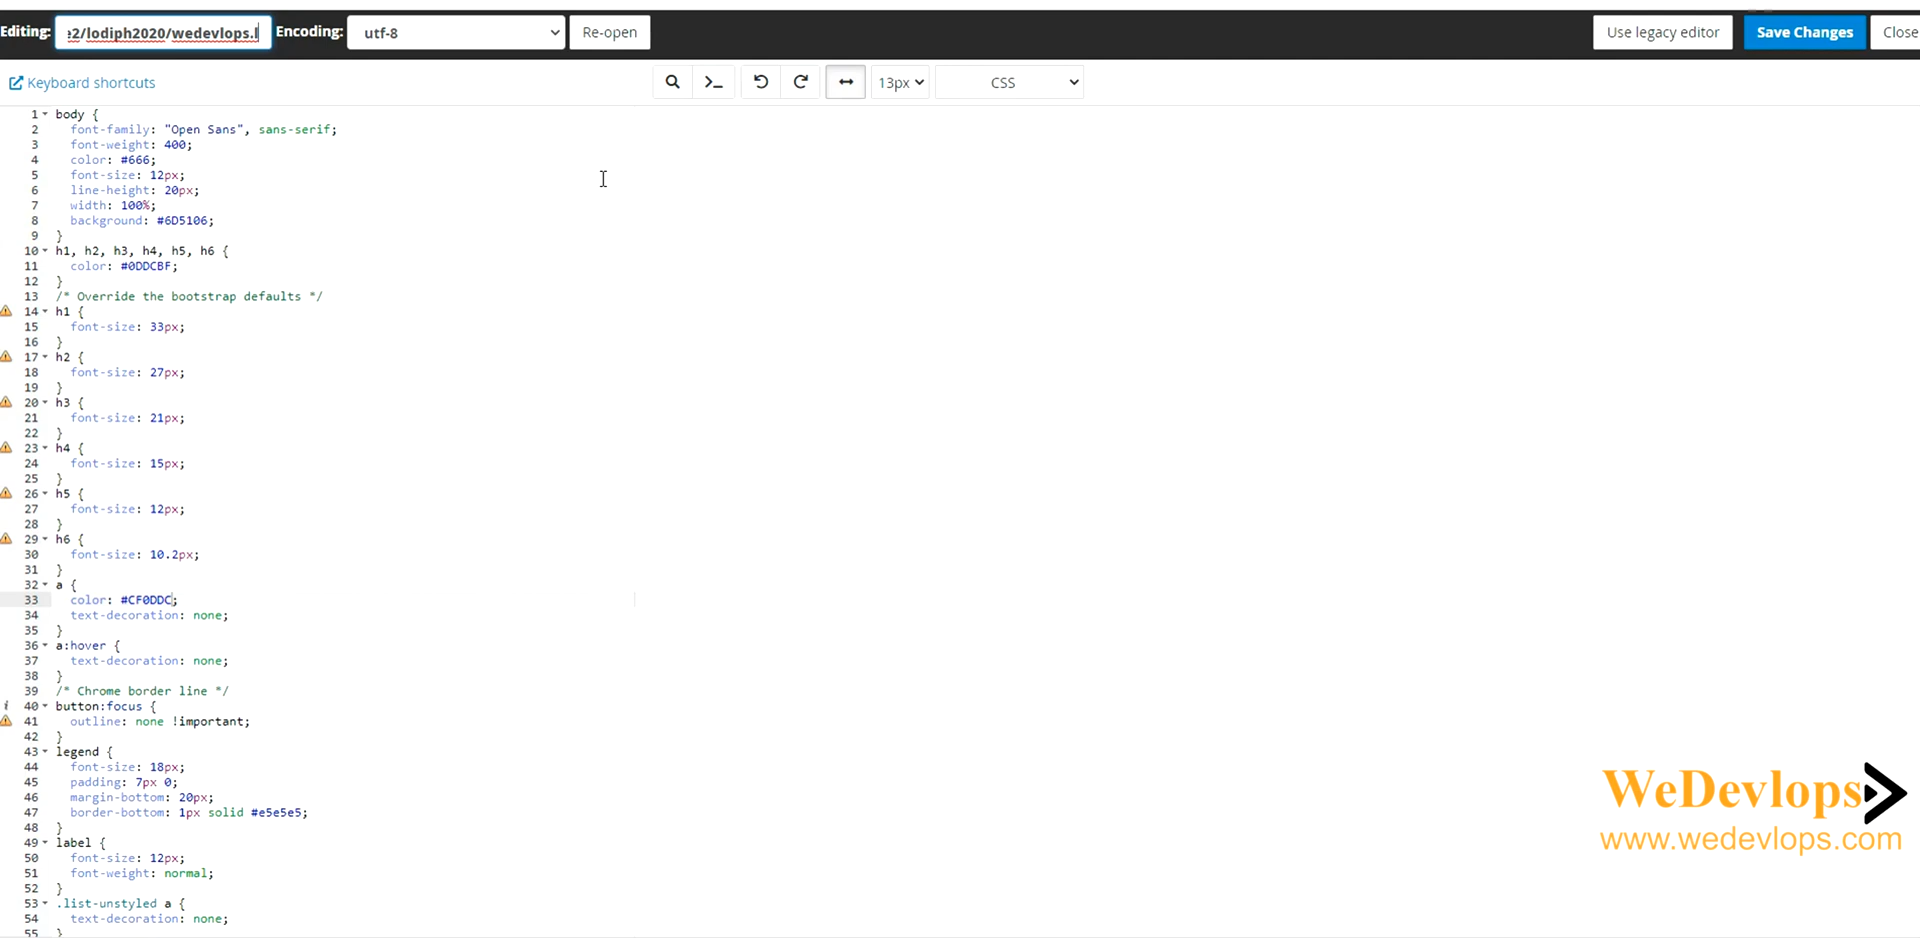 Editing: e2/lodiph2020/wedevlops.l Encoding: utf-8 Re-open Use legacy editor Save Changes Close
Keyboard shortcuts 13px CSS
1 body {
2 font-family: "Open Sans", sans-serif;
3 font-weight: 400;
4 color: #666;
5 font-size: 12px;
6 line-height: 20px;
7 width: 100%;
8 background: #6D5106;
9 }
10 h1, h2, h3, h4, h5, h6 {
11 color: #0DDCBF;
12 }
13 /* Override the bootstrap defaults */
14 h1 {
15 font-size: 33px;
16 }
17 h2 {
18 font-size: 27px;
19 }
20 h3 {
21 font-size: 21px;
22 }
23 h4 {
24 font-size: 15px;
25 }
26 h5 {
27 font-size: 12px;
28 }
29 h6 {
30 font-size: 10.2px;
31 }
32 a {
33 color: #CF0DDC;
34 text-decoration: none;
35 }
36 a:hover {
37 text-decoration: none;
38 }
39 /* Chrome border line */
40 button:focus {
41 outline: none !important;
42 }
43 legend {
44 font-size: 18px;
45 padding: 7px 0;
46 margin-bottom: 20px;
47 border-bottom: 1px solid #e5e5e5;
48 }
49 label {
50 font-size: 12px;
51 font-weight: normal;
52 }
53 .list-unstyled a {
54 text-decoration: none;
55 }
WeDevlops
www.wedevlops.com